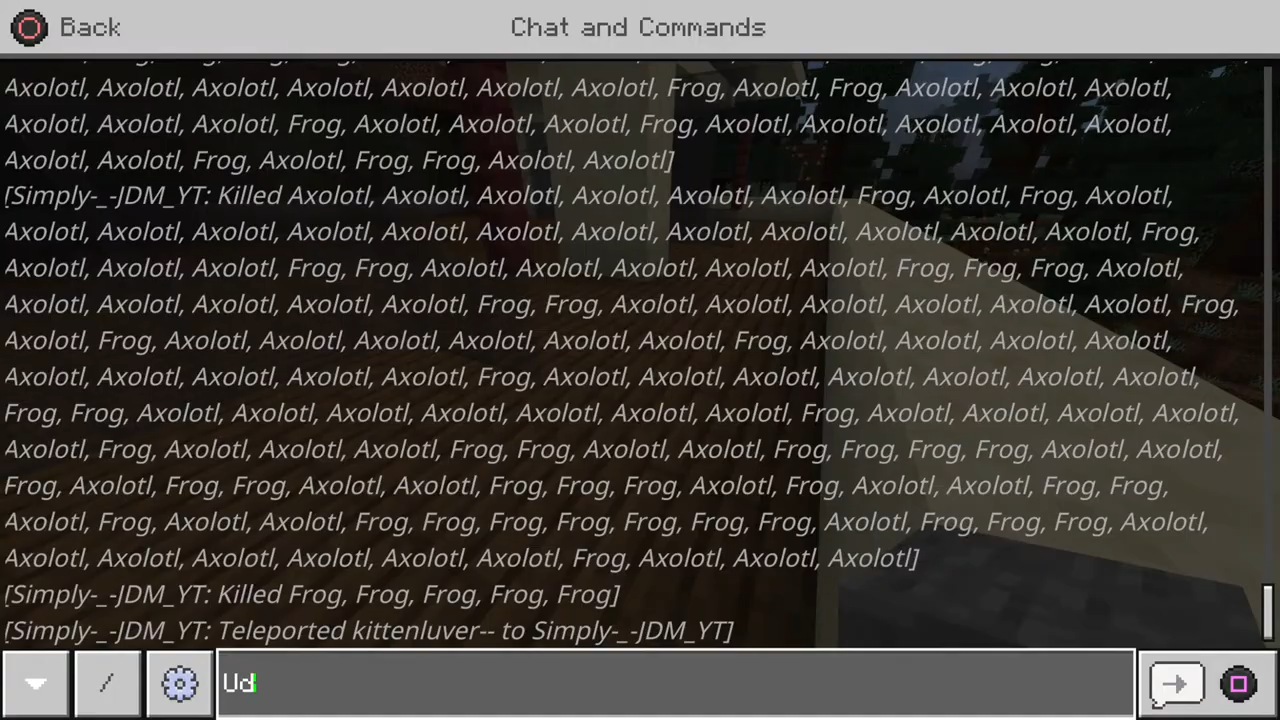 Back
Chat and Commands
Axolotl, Axolotl, Axolotl, Axolotl, Axolotl, Axolotl, Axolotl, Frog, Axolotl, Frog, Axolotl, Axolotl, Axolotl,
Axolotl, Axolotl, Axolotl, Frog, Axolotl, Axolotl, Axolotl, Frog, Axolotl, Axolotl, Axolotl, Axolotl, Axolotl,
Axolotl, Axolotl, Frog, Axolotl, Frog, Frog, Axolotl, Axolotl]
[Simply-_-JDM_YT: Killed Axolotl, Axolotl, Axolotl, Axolotl, Axolotl, Axolotl, Frog, Axolotl, Frog, Axolotl,
Axolotl, Axolotl, Axolotl, Axolotl, Axolotl, Axolotl, Axolotl, Axolotl, Axolotl, Axolotl, Axolotl, Axolotl, Frog,
Axolotl, Axolotl, Axolotl, Frog, Frog, Axolotl, Axolotl, Axolotl, Axolotl, Axolotl, Frog, Frog, Frog, Axolotl,
Axolotl, Axolotl, Axolotl, Axolotl, Axolotl, Frog, Frog, Axolotl, Axolotl, Axolotl, Axolotl, Axolotl, Axolotl, Frog,
Axolotl, Frog, Axolotl, Axolotl, Axolotl, Axolotl, Axolotl, Axolotl, Frog, Axolotl, Axolotl, Axolotl, Axolotl,
Axolotl, Axolotl, Axolotl, Axolotl, Axolotl, Frog, Axolotl, Axolotl, Axolotl, Axolotl, Axolotl, Axolotl, Axolotl,
Frog, Frog, Axolotl, Axolotl, Axolotl, Axolotl, Axolotl, Axolotl, Axolotl, Frog, Axolotl, Axolotl, Axolotl, Axolotl,
Axolotl, Frog, Axolotl, Axolotl, Axolotl, Frog, Frog, Axolotl, Axolotl, Frog, Frog, Frog, Frog, Axolotl, Axolotl,
Frog, Axolotl, Frog, Frog, Axolotl, Axolotl, Frog, Frog, Frog, Axolotl, Frog, Axolotl, Axolotl, Frog, Frog,
Axolotl, Frog, Axolotl, Axolotl, Frog, Frog, Frog, Frog, Frog, Frog, Frog, Axolotl, Frog, Frog, Frog, Axolotl,
Axolotl, Axolotl, Axolotl, Axolotl, Axolotl, Axolotl, Frog, Axolotl, Axolotl, Axolotl]
[Simply-_-JDM_YT: Killed Frog, Frog, Frog, Frog, Frog]
[Simply-_-JDM_YT: Teleported kittenluver-- to Simply-_-JDM_YT]
/
Ud